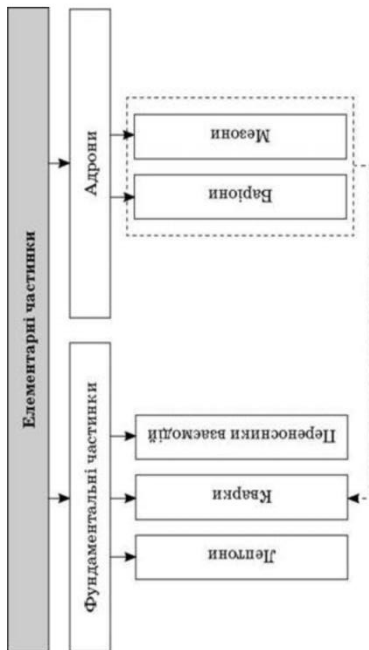 Елементарні частинки
Фундаментальні частинки
Адрони
Лептони
Кварки
Переносники взаємодій
Баріони
Мезони